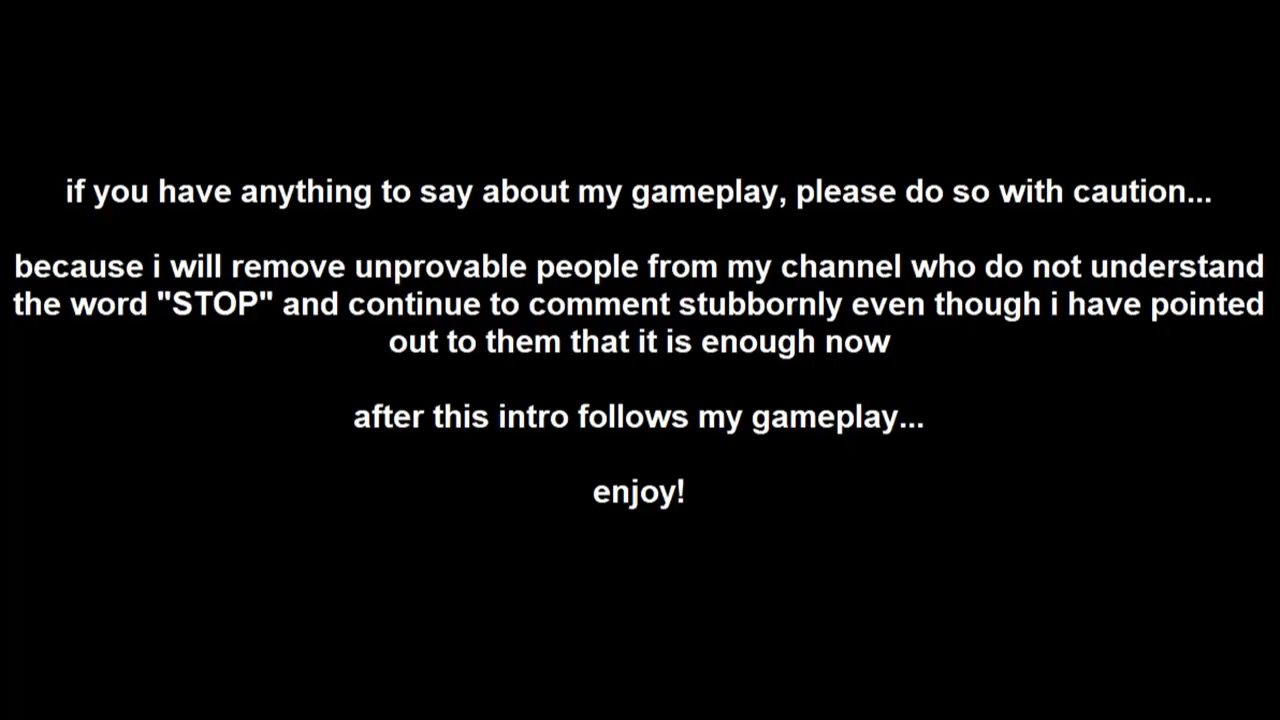 if you have anything to say about my gameplay, please do so with caution...
because i will remove unprovable people from my channel who do not understand
the word "STOP" and continue to comment stubbornly even though i have pointed
out to them that it is enough now
after this intro follows my gameplay...
enjoy!